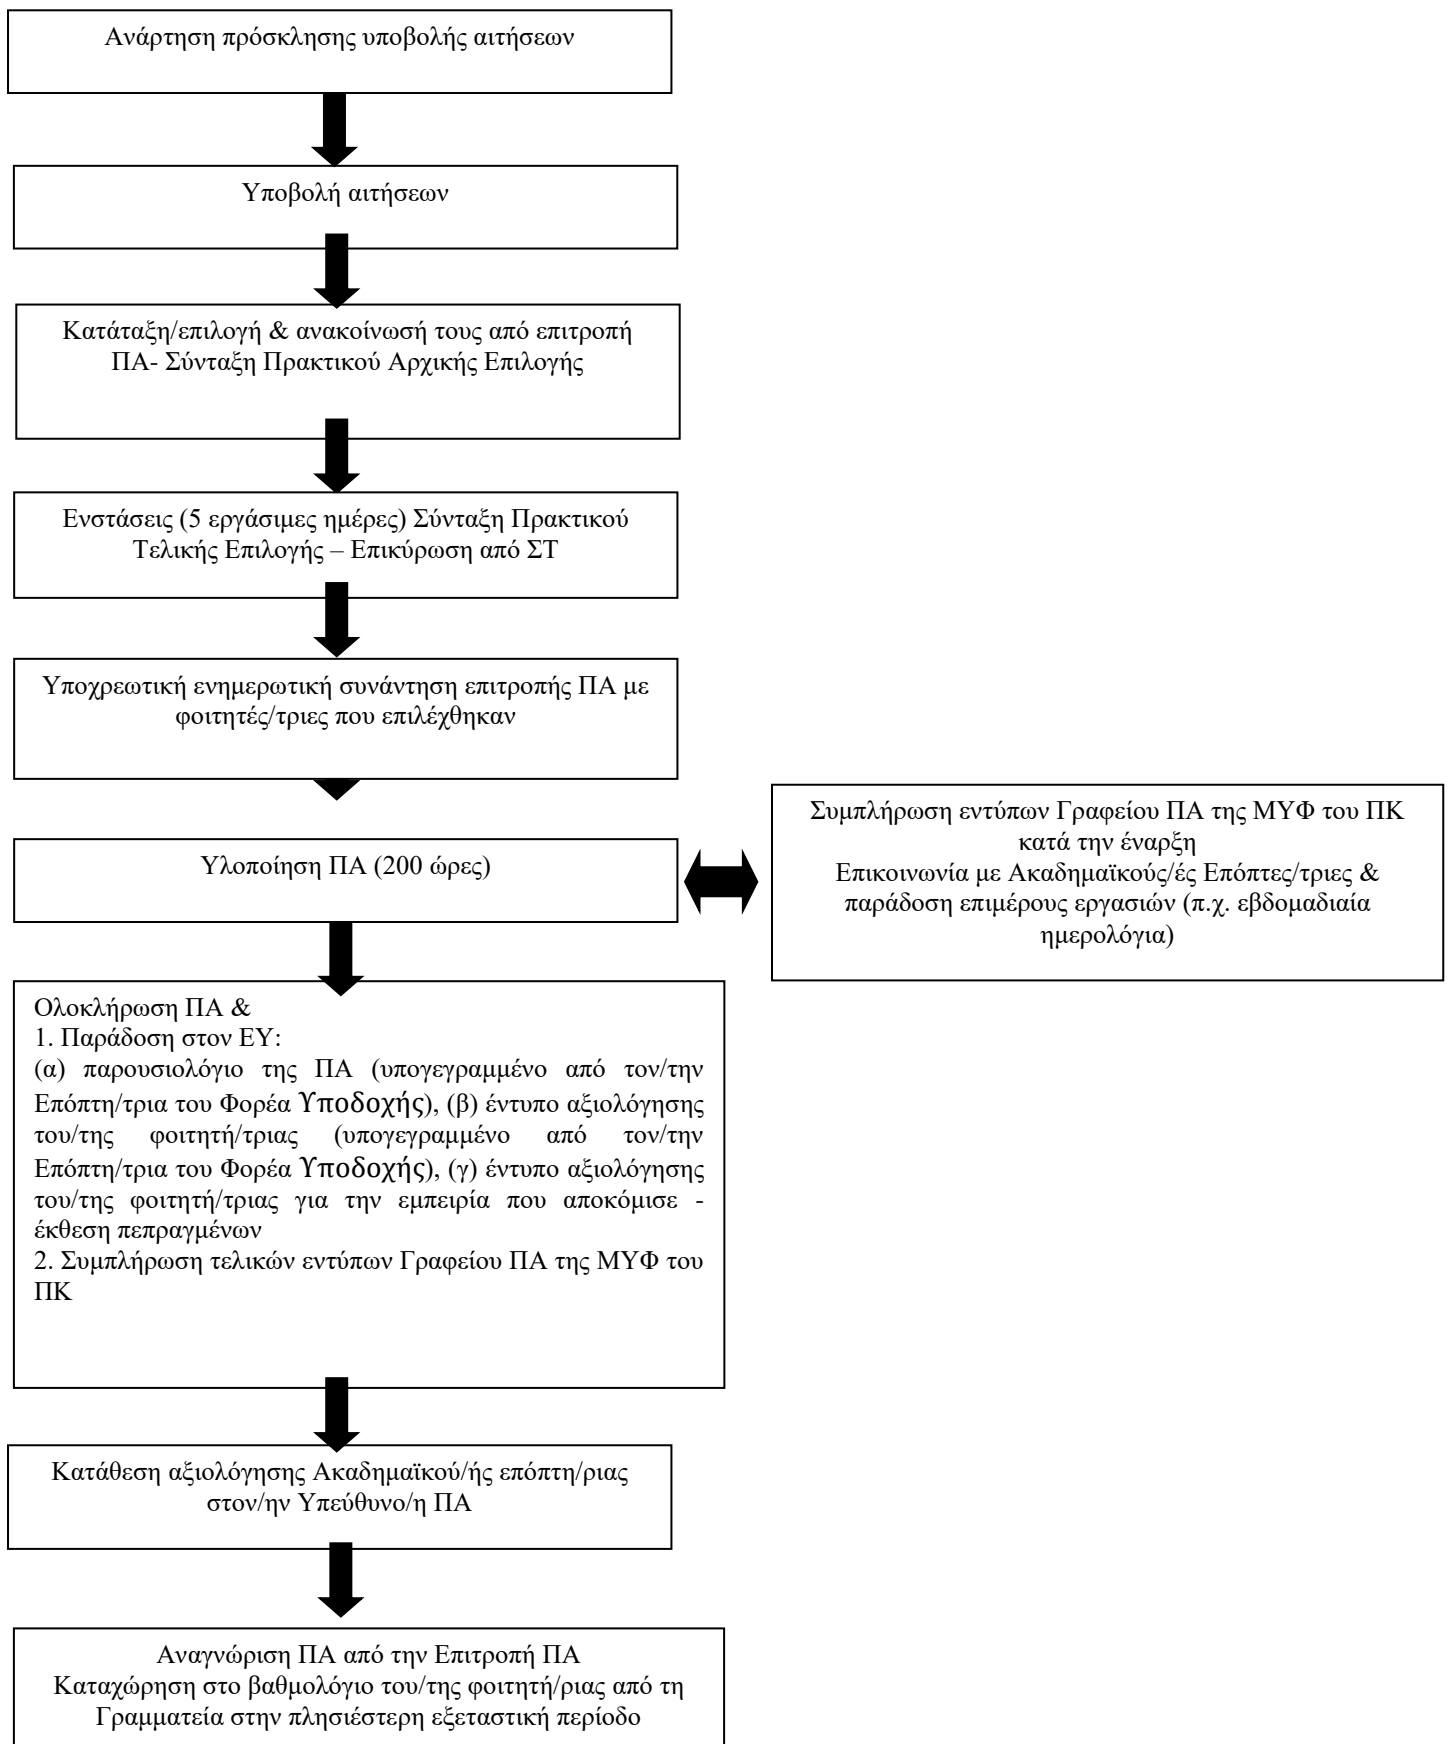 Ανάρτηση πρόσκλησης υποβολής αιτήσεων
Υποβολή αιτήσεων
Κατάταξη/επιλογή & ανακοίνωσή τους από επιτροπή
ΠΑ- Σύνταξη Πρακτικού Αρχικής Επιλογής
Ενστάσεις (5 εργάσιμες ημέρες) Σύνταξη Πρακτικού
Τελικής Επιλογής – Επικύρωση από ΣΤ
Υποχρεωτική ενημερωτική συνάντηση επιτροπής ΠΑ με
φοιτητές/τριες που επιλέχθηκαν
Υλοποίηση ΠΑ (200 ώρες)
Συμπλήρωση εντύπων Γραφείου ΠΑ της ΜΥΦ του ΠΚ
κατά την έναρξη
Επικοινωνία με Ακαδημαϊκούς/ές Επόπτες/τριες &
παράδοση επιμέρους εργασιών (π.χ. εβδομαδιαία
ημερολόγια)
Ολοκλήρωση ΠΑ &
1. Παράδοση στον ΕΥ:
(α) παρουσιολόγιο της ΠΑ (υπογεγραμμένο από τον/την
Επόπτη/τρια του Φορέα Υποδοχής), (β) έντυπο αξιολόγησης
του/της φοιτητή/τριας (υπογεγραμμένο από τον/την
Επόπτη/τρια του Φορέα Υποδοχής), (γ) έντυπο αξιολόγησης
του/της φοιτητή/τριας για την εμπειρία που αποκόμισε -
έκθεση πεπραγμένων
2. Συμπλήρωση τελικών εντύπων Γραφείου ΠΑ της ΜΥΦ του
ΠΚ
Κατάθεση αξιολόγησης Ακαδημαϊκού/ής επόπτη/ριας
στον/ην Υπεύθυνο/η ΠΑ
Αναγνώριση ΠΑ από την Επιτροπή ΠΑ
Καταχώρηση στο βαθμολόγιο του/της φοιτητή/ριας από τη
Γραμματεία στην πλησιέστερη εξεταστική περίοδο